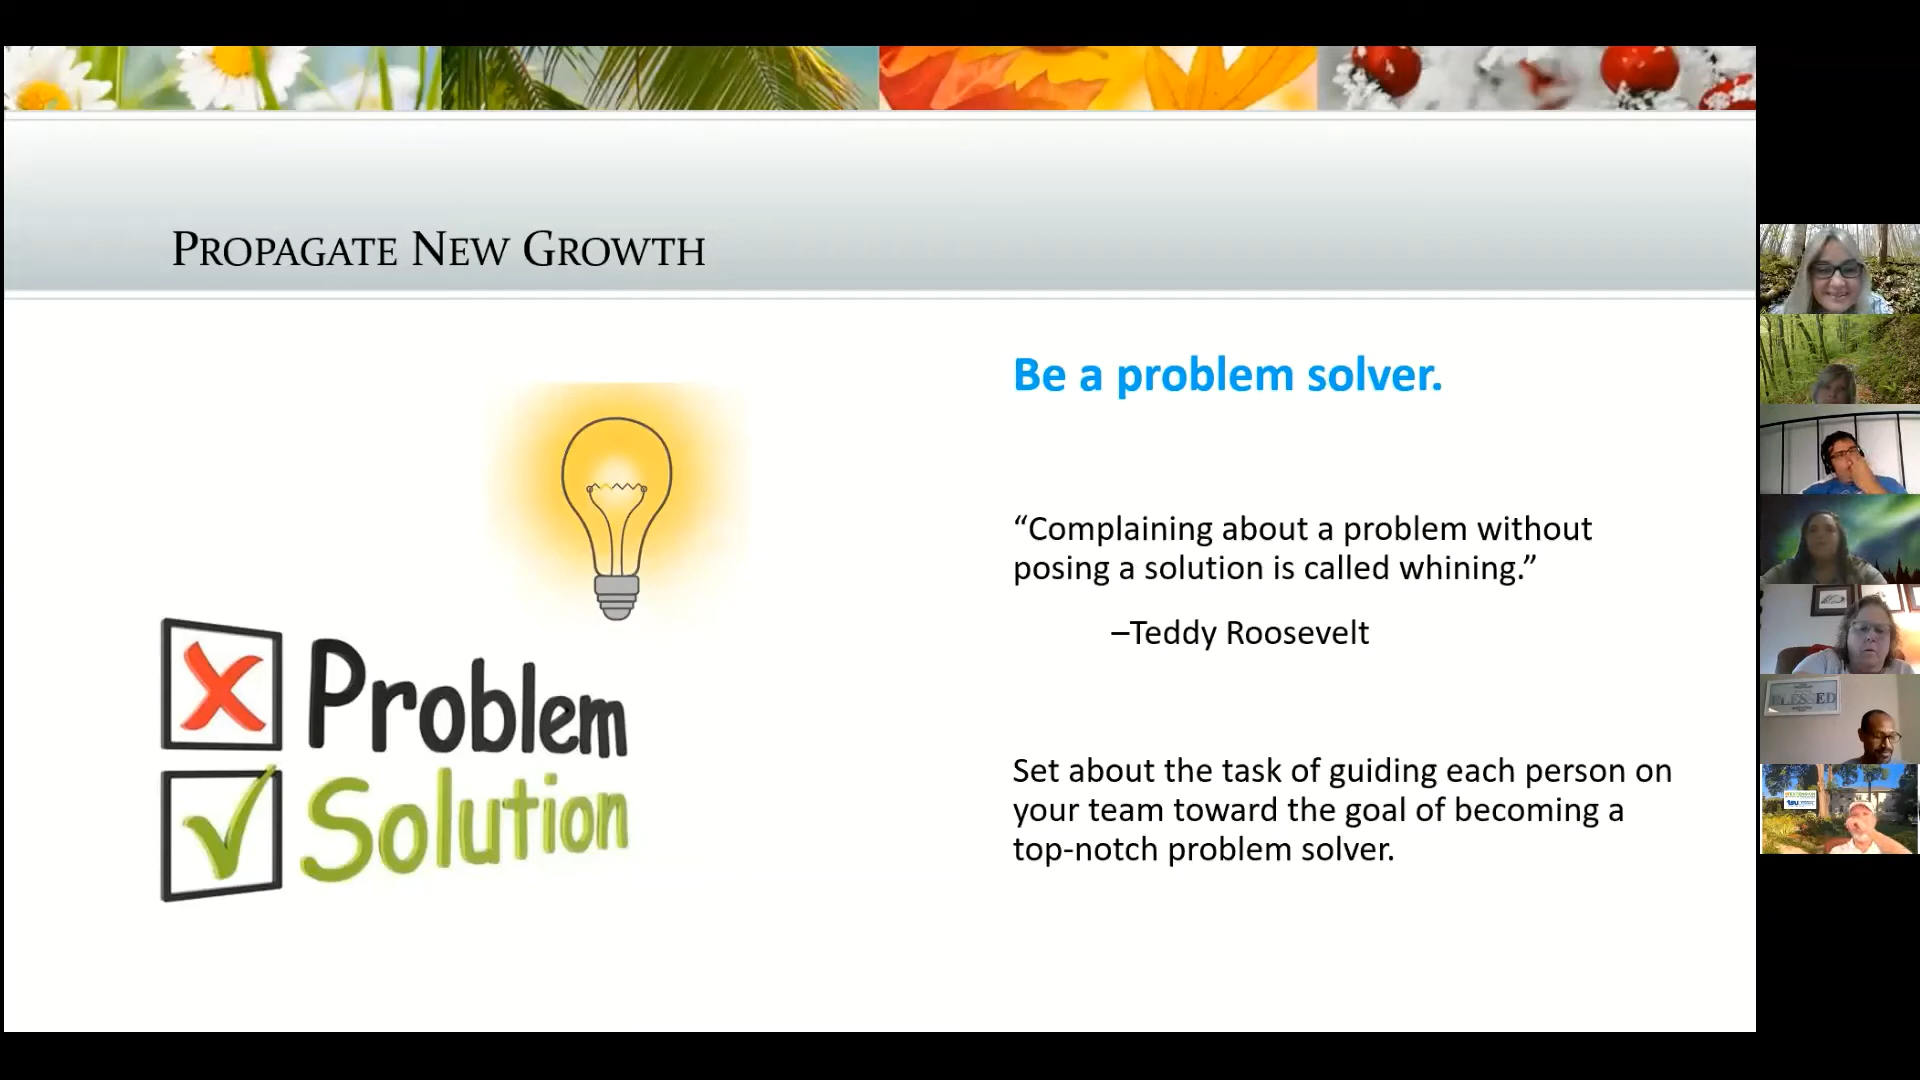 PROPAGATE NEW GROWTH
Be a problem solver.
“Complaining about a problem without
posing a solution is called whining.”
–Teddy Roosevelt
Set about the task of guiding each person on
your team toward the goal of becoming a
top-notch problem solver.
Problem
Solution
BLESSED